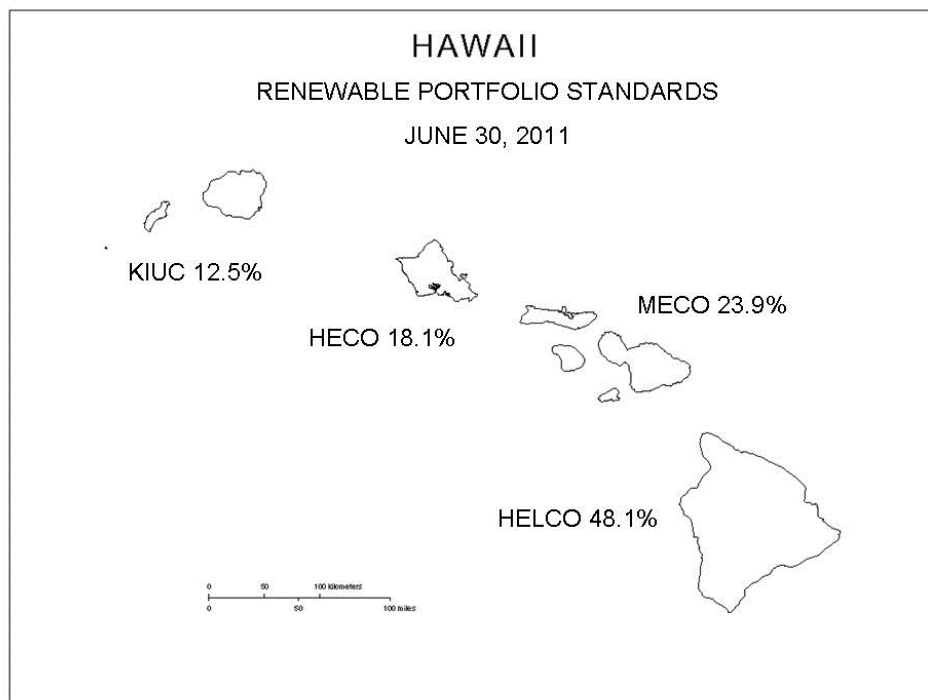 HAWAII
RENEWABLE PORTFOLIO STANDARDS
JUNE 30, 2011
KIUC 12.5%
MECO 23.9%
HECO 18.1%
HELCO 48.1%
0 50 100 kilometers
0 50 100 miles